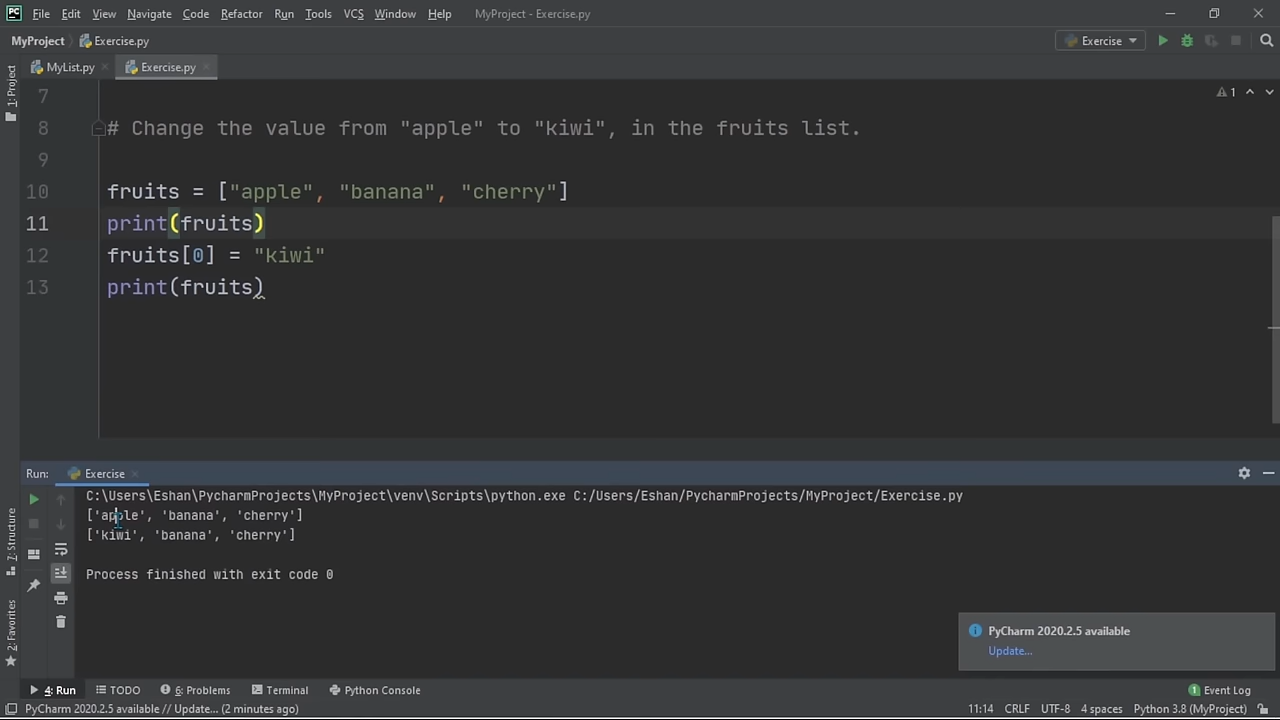 PC File Edit View Navigate Code Refactor Run Tools VCS Window Help MyProject - Exercise.py
MyProject Exercise.py Exercise
MyList.py Exercise.py
1: Project
7
1
8 # Change the value from "apple" to "kiwi", in the fruits list.
9
10 fruits = ["apple", "banana", "cherry"]
11 print(fruits)
12 fruits[0] = "kiwi"
13 print(fruits)
Run: Exercise
C:\Users\Eshan\PycharmProjects\MyProject\venv\Scripts\python.exe C:/Users/Eshan/PycharmProjects/MyProject/Exercise.py
['apple', 'banana', 'cherry']
['kiwi', 'banana', 'cherry']
Process finished with exit code 0
Z: Structure
2: Favorites
PyCharm 2020.2.5 available
Update...
4: Run TODO 6: Problems Terminal Python Console 1 Event Log
PyCharm 2020.2.5 available // Update... (2 minutes ago) 11:14 CRLF UTF-8 4 spaces Python 3.8 (MyProject)